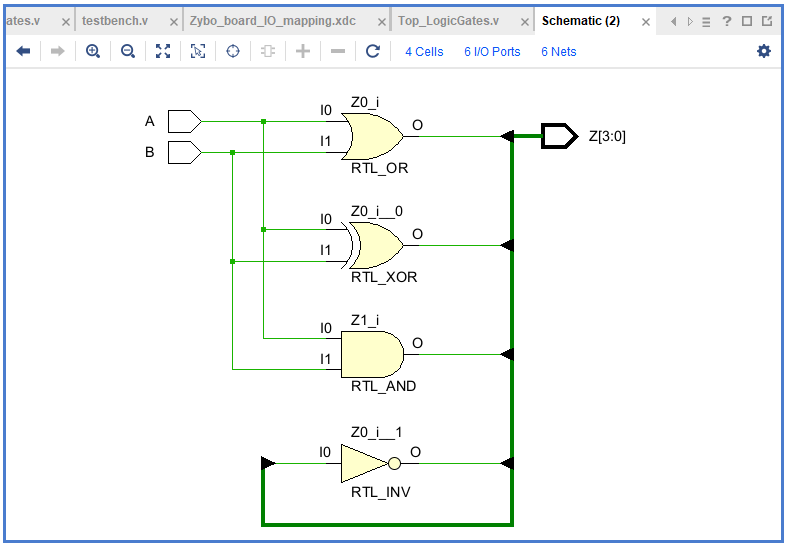 ates.v × testbench.v × Zybo_board_IO_mapping.xdc × Top_LogicGates.v × Schematic (2) × ?
4 Cells 6 I/O Ports 6 Nets
Z0_i
A I0 O Z[3:0]
B I1
RTL_OR
Z0_i__0
I0 O
I1
RTL_XOR
Z1_i
I0 O
I1
RTL_AND
Z0_i__1
I0 O
RTL_INV